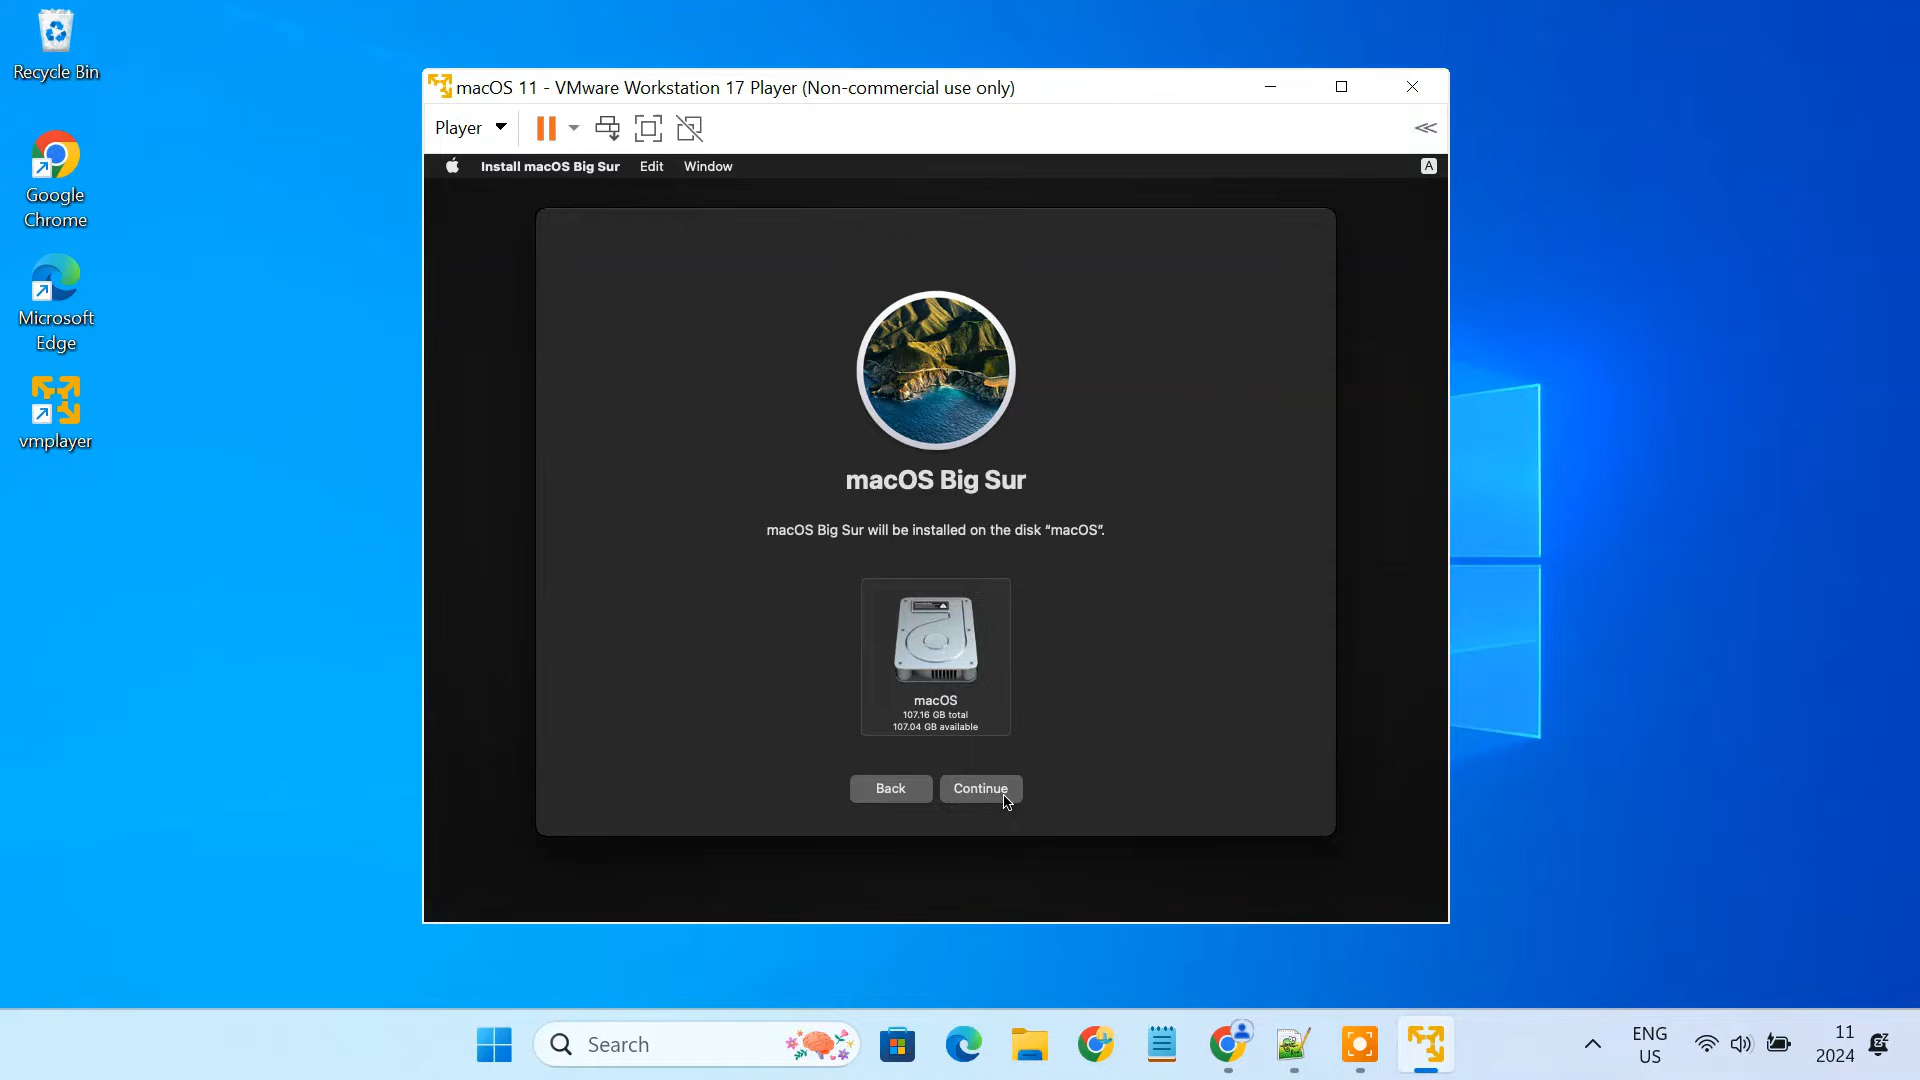 Recycle Bin
Google
Chrome
Microsoft
Edge
vmplayer
macOS 11 - VMware Workstation 17 Player (Non-commercial use only)
Player
Install macOS Big Sur Edit Window
A
macOS Big Sur
macOS Big Sur will be installed on the disk “macOS”.
macOS
107.16 GB total
107.04 GB available
Back Continue
Search
ENG
US
11
2024